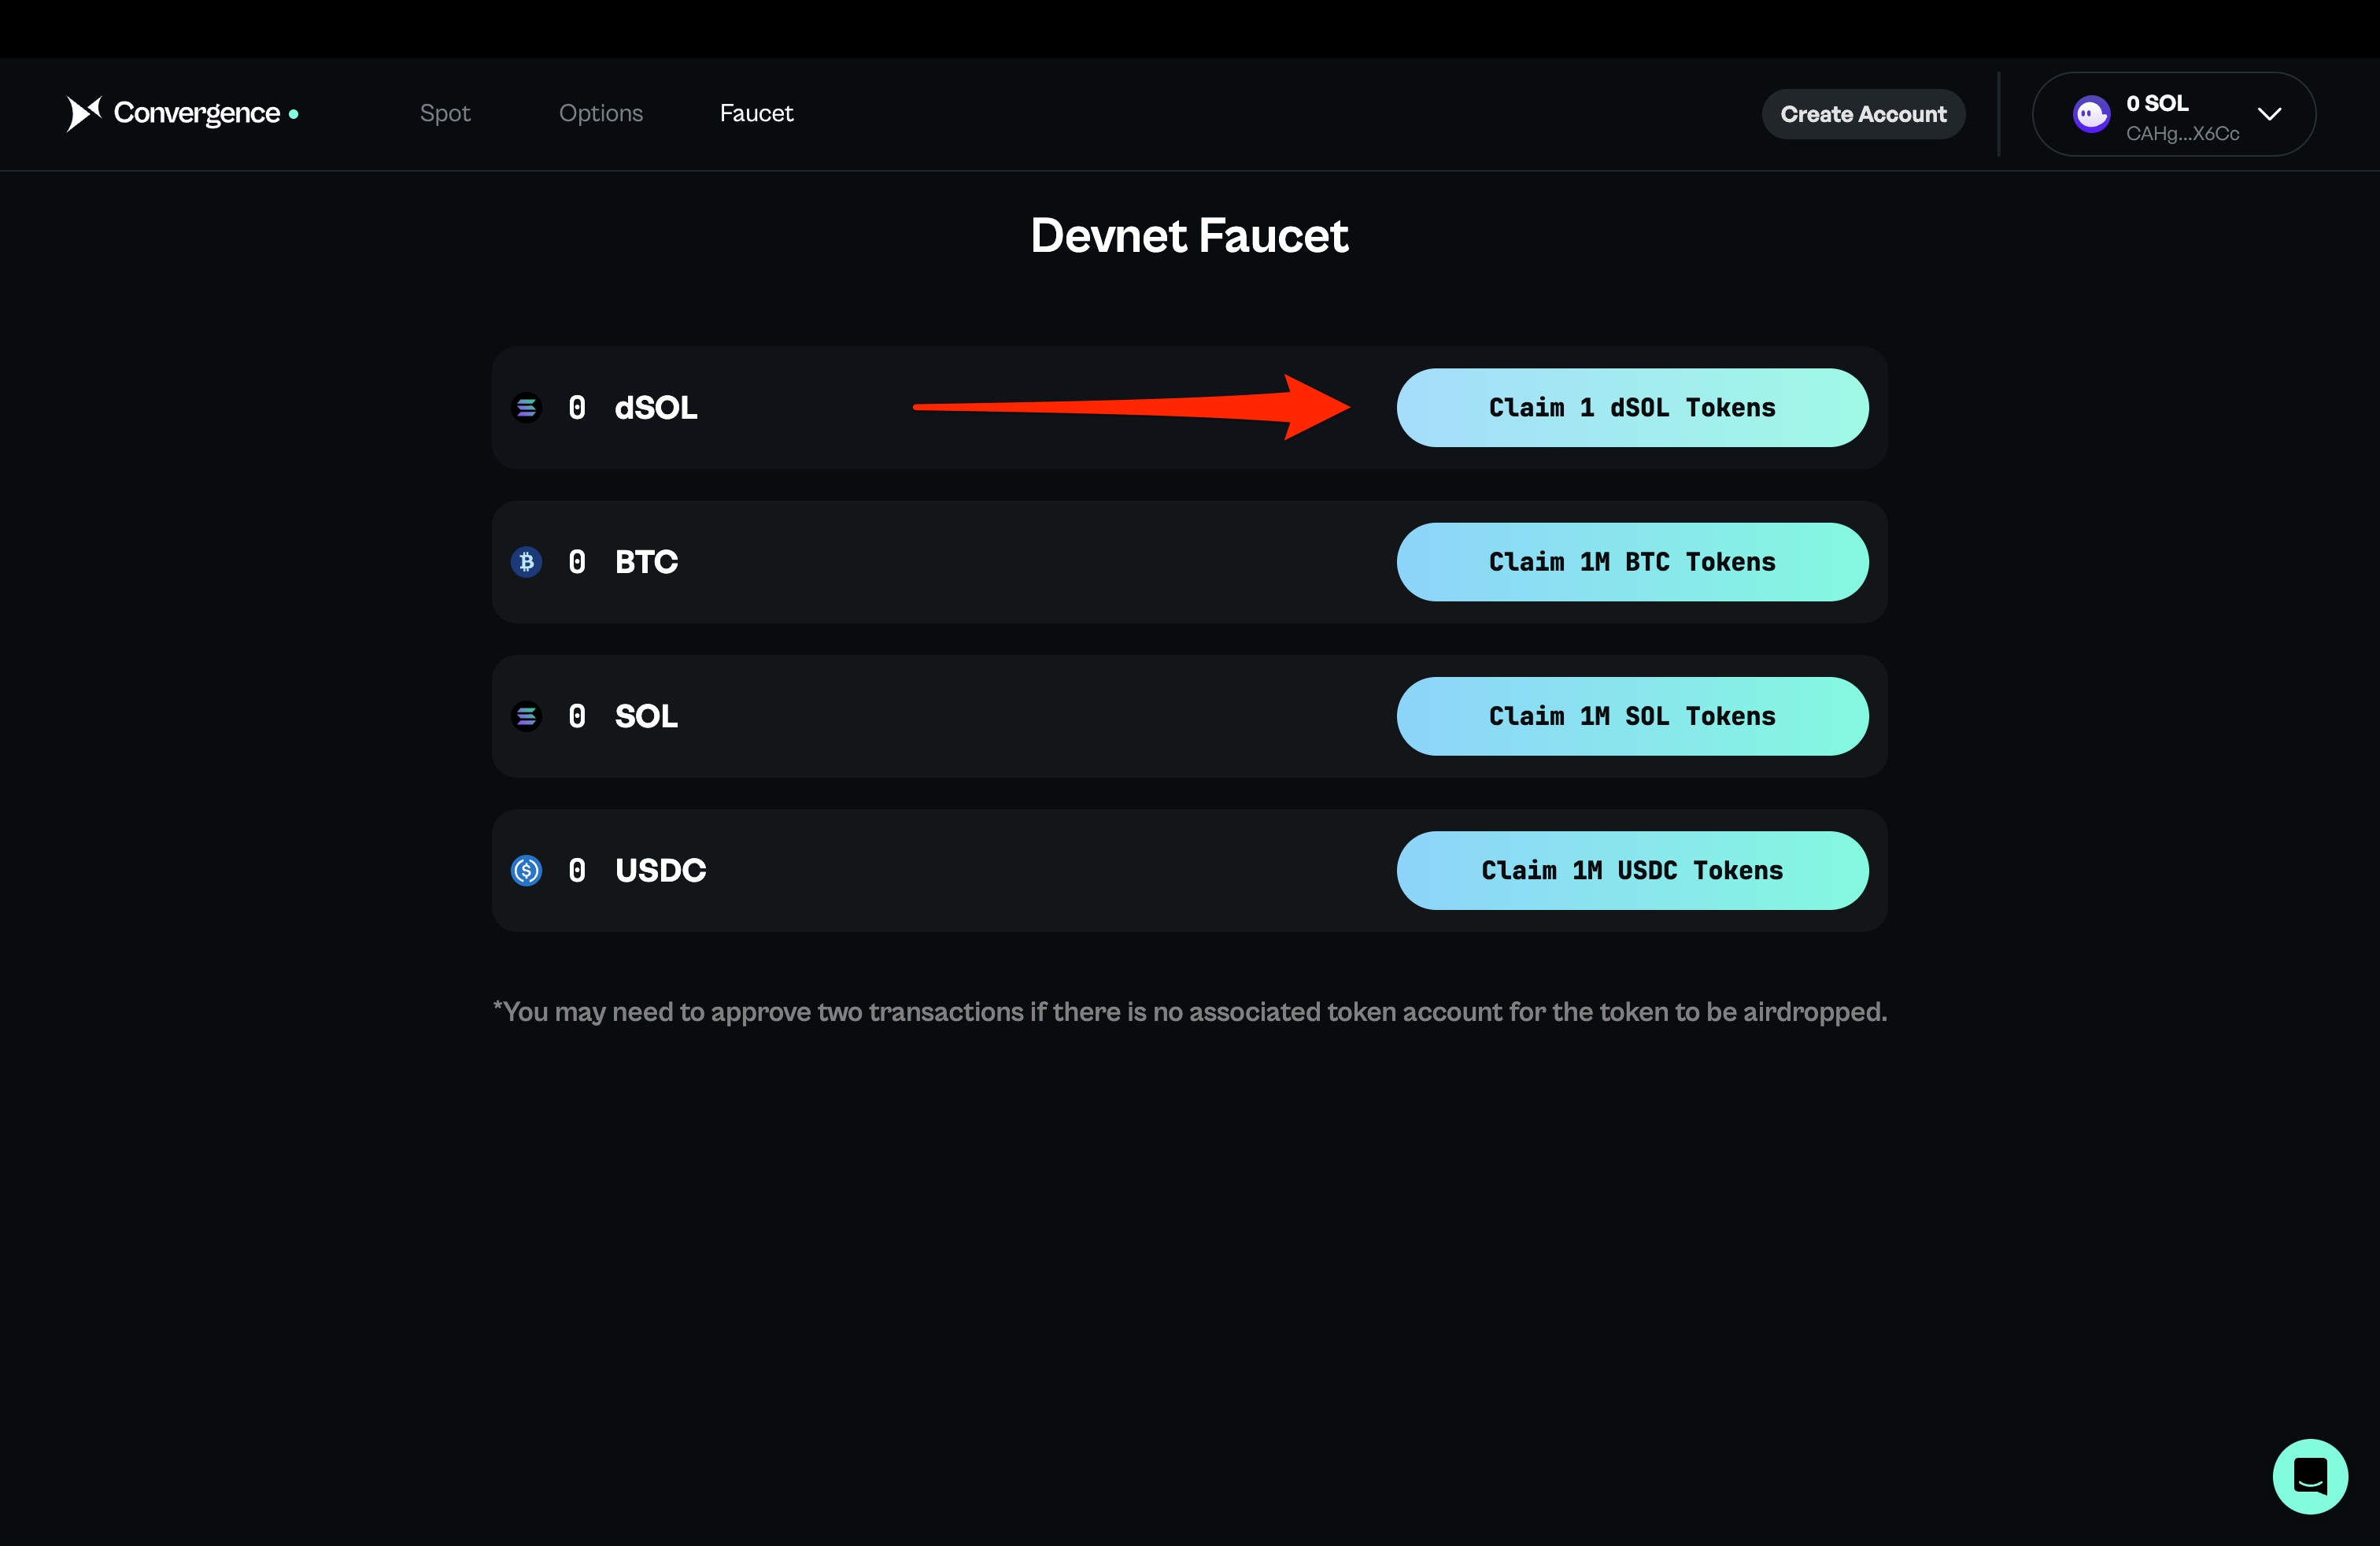 Convergence
Spot
Options
Faucet
Create Account
0 SOL
CAHg...X6Cc
Devnet Faucet
0 dSOL
Claim 1 dSOL Tokens
0 BTC
Claim 1M BTC Tokens
0 SOL
Claim 1M SOL Tokens
0 USDC
Claim 1M USDC Tokens
*You may need to approve two transactions if there is no associated token account for the token to be airdropped.